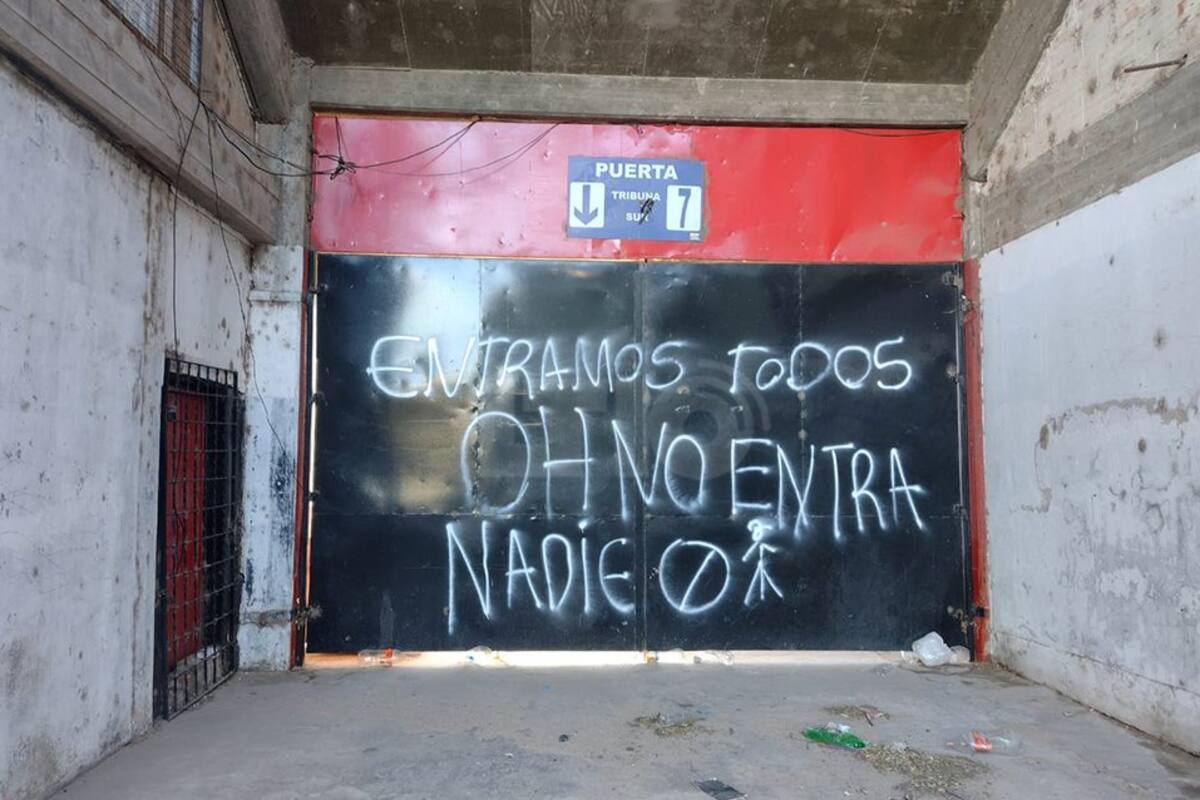 PUERTA
TRIBUNA
SUR
7
ENTRAMOS TODOS
OH NO ENTRA
NADIE